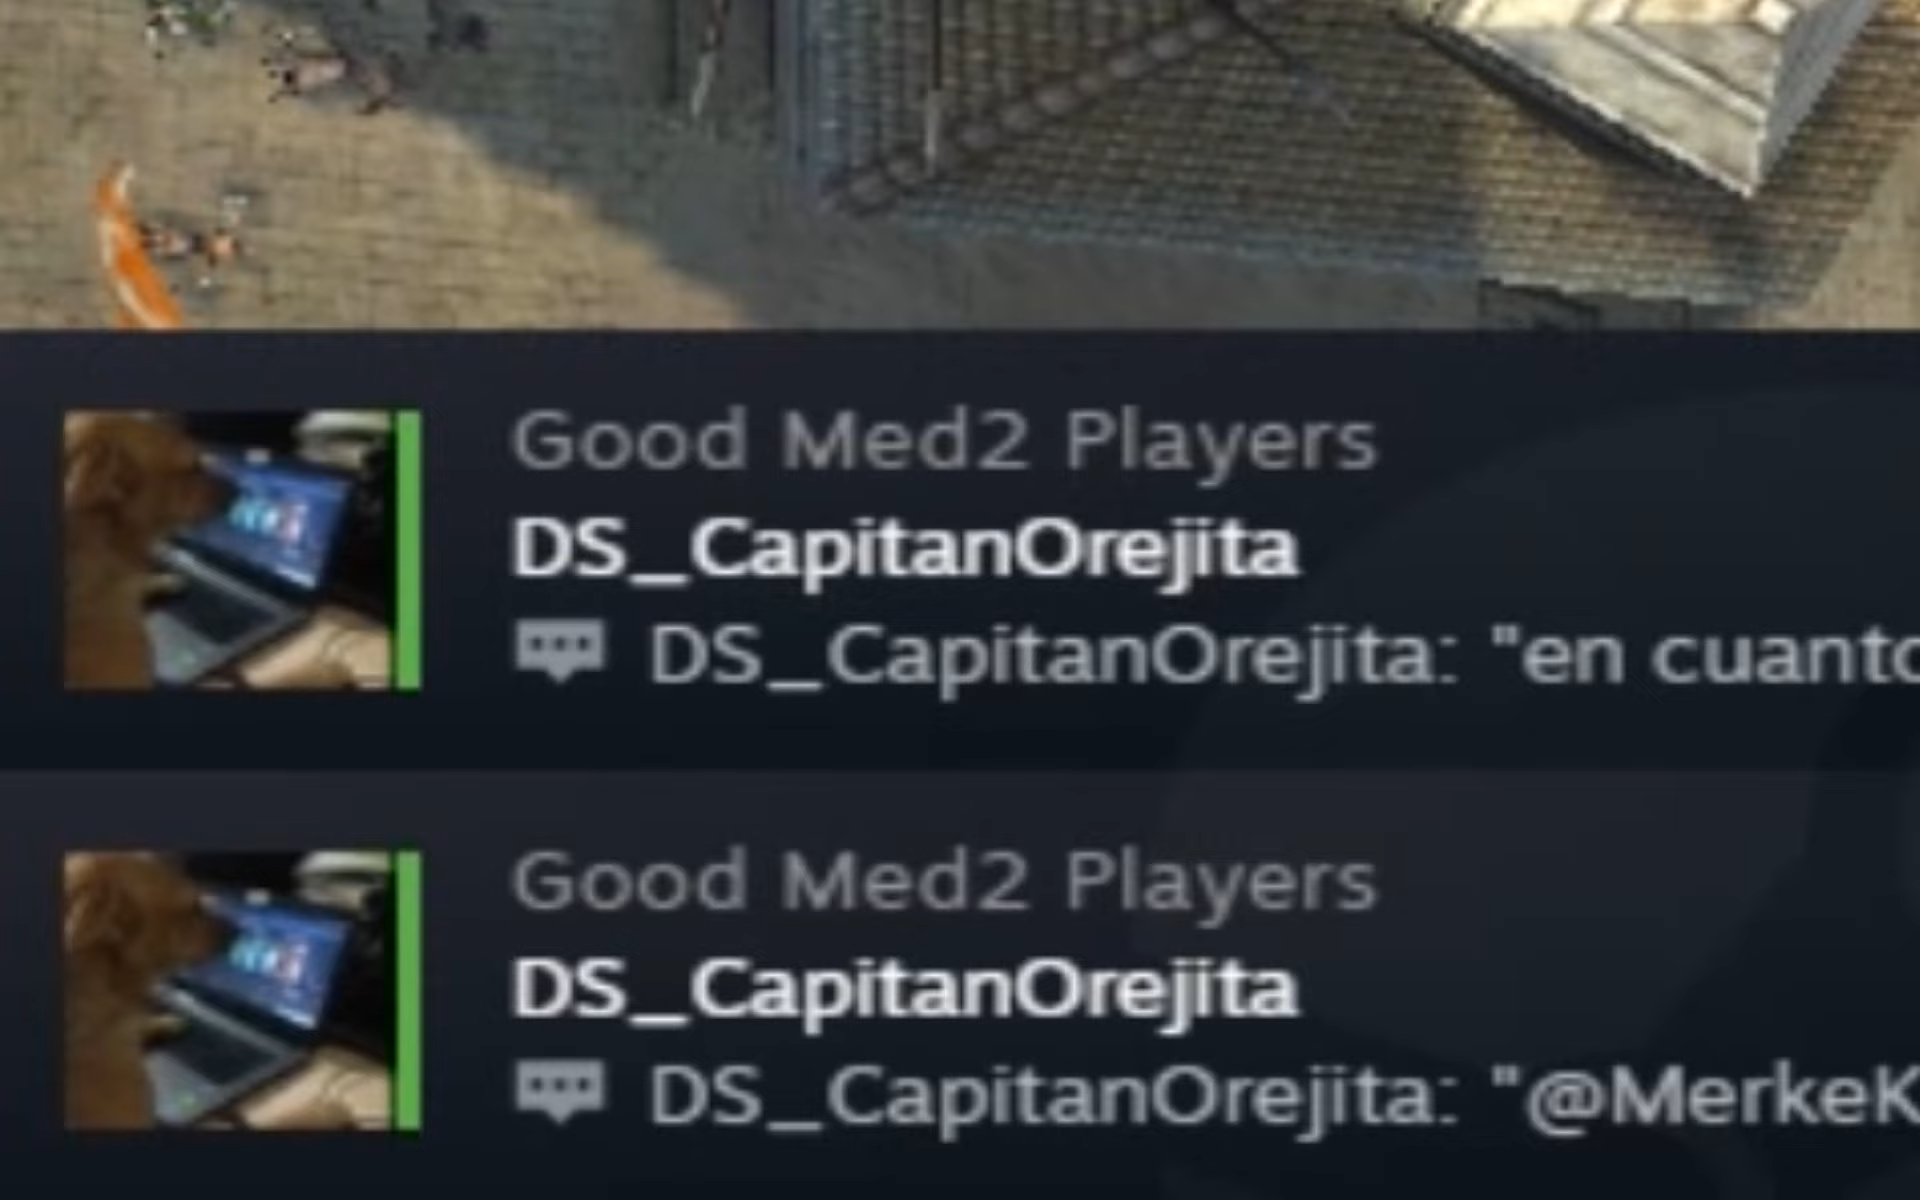 Good Med2 Players
DS_CapitanOrejita
DS_CapitanOrejita: "en cuanto
Good Med2 Players
DS_CapitanOrejita
DS_CapitanOrejita: "@MerkeK